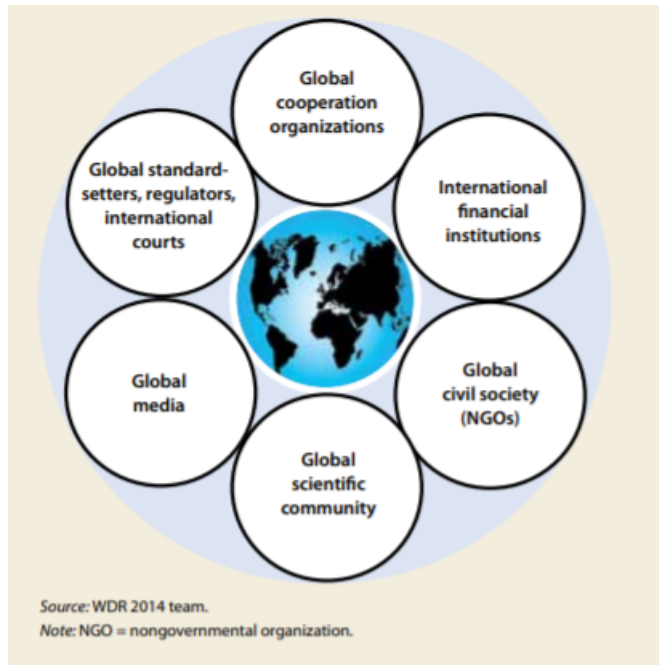 Global
cooperation
organizations
Global standard-
setters, regulators,
international
courts
International
financial
institutions
Global
media
Global
civil society
(NGOs)
Global
scientific
community
Source: WDR 2014 team.
Note: NGO = nongovernmental organization.